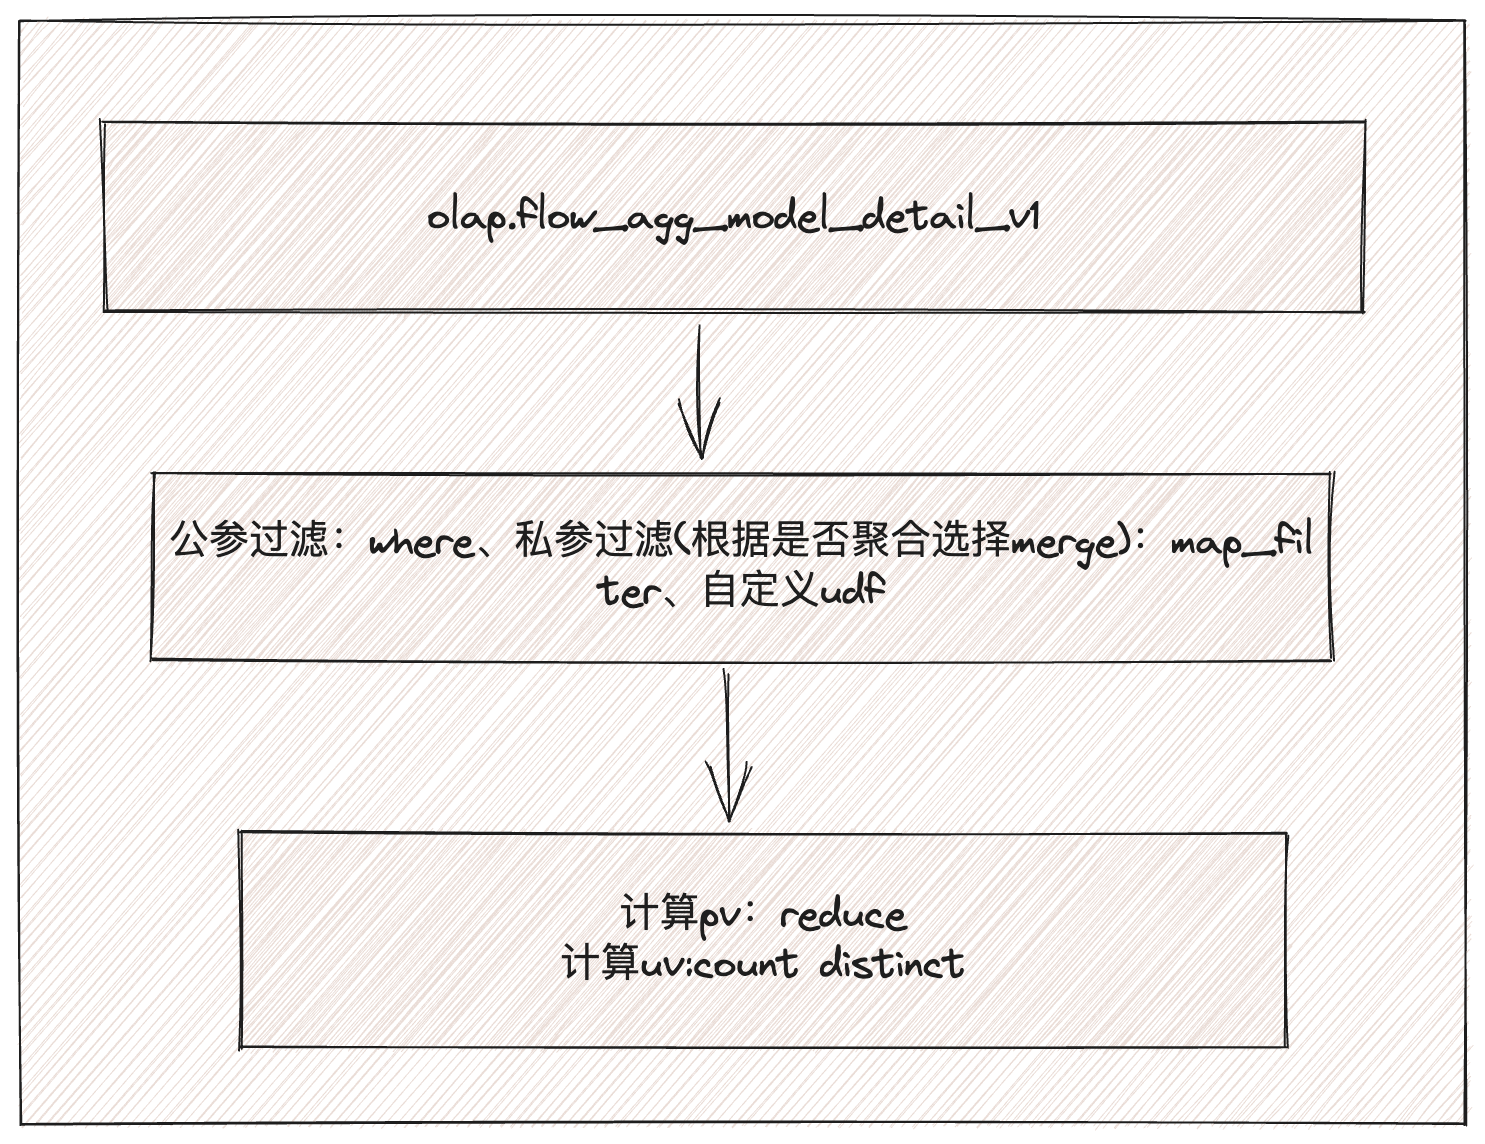 olap.flow_agg_model_detail_v1
公参过滤：where、私参过滤(根据是否聚合选择merge)：map_fil
ter、自定义udf
计算pv：reduce
计算uv:count distinct